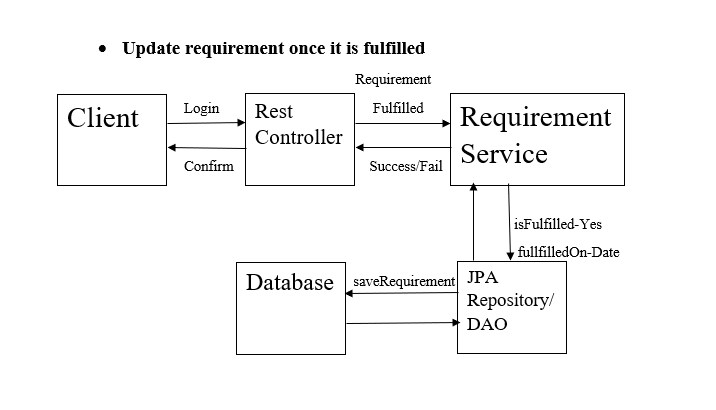 • Update requirement once it is fulfilled
Requirement
Client
Login
Rest
Controller
Fulfilled
Requirement
Service
Confirm
Success/Fail
isFulfilled-Yes
fullfilledOn-Date
Database
saveRequirement
JPA
Repository/
DAO